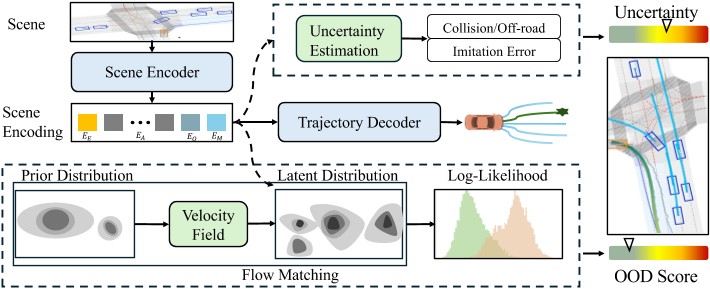 Scene
Scene Encoder
Scene
Encoding
E_E
E_A
E_O
E_M
Uncertainty
Estimation
Collision/Off-road
Imitation Error
Trajectory Decoder
Uncertainty
Prior Distribution
Velocity
Field
Latent Distribution
Log-Likelihood
Flow Matching
OOD Score